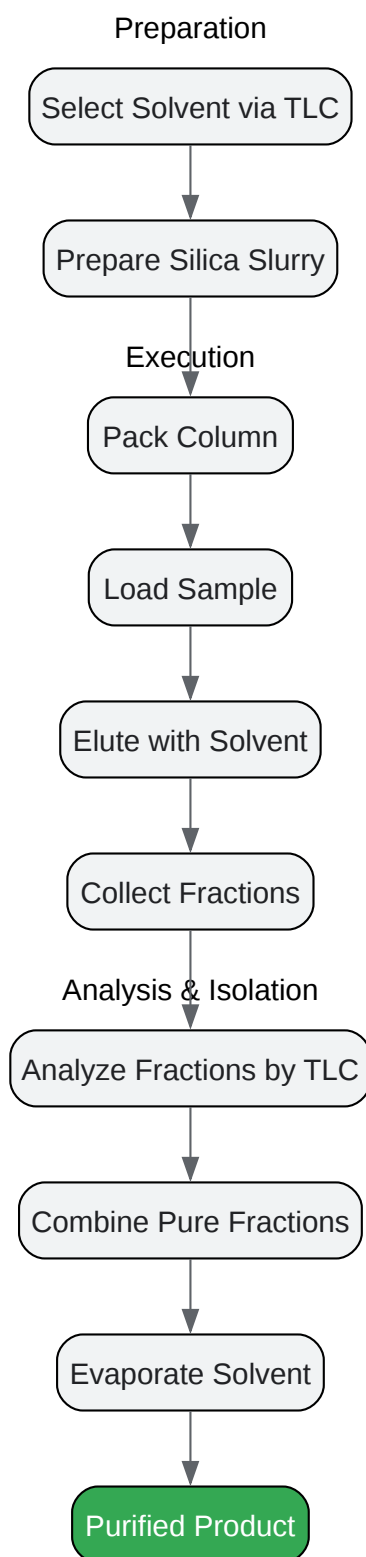 Preparation
Select Solvent via TLC
Prepare Silica Slurry
Execution
Pack Column
Load Sample
Elute with Solvent
Collect Fractions
Analysis & Isolation
Analyze Fractions by TLC
Combine Pure Fractions
Evaporate Solvent
Purified Product